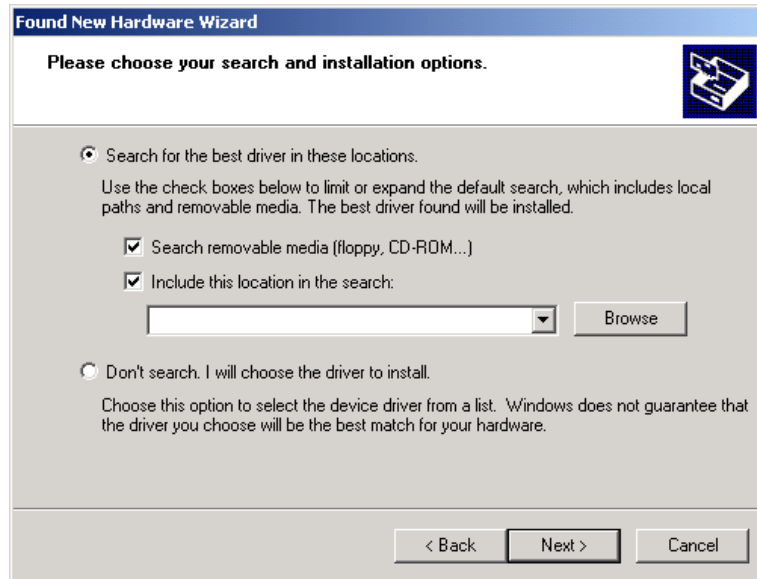 Found New Hardware Wizard
Please choose your search and installation options.
Search for the best driver in these locations.
Use the check boxes below to limit or expand the default search, which includes local
paths and removable media. The best driver found will be installed.
Search removable media (floppy, CD-ROM...)
Include this location in the search:
Browse
Don't search. I will choose the driver to install.
Choose this option to select the device driver from a list. Windows does not guarantee that
the driver you choose will be the best match for your hardware.
< Back Next > Cancel